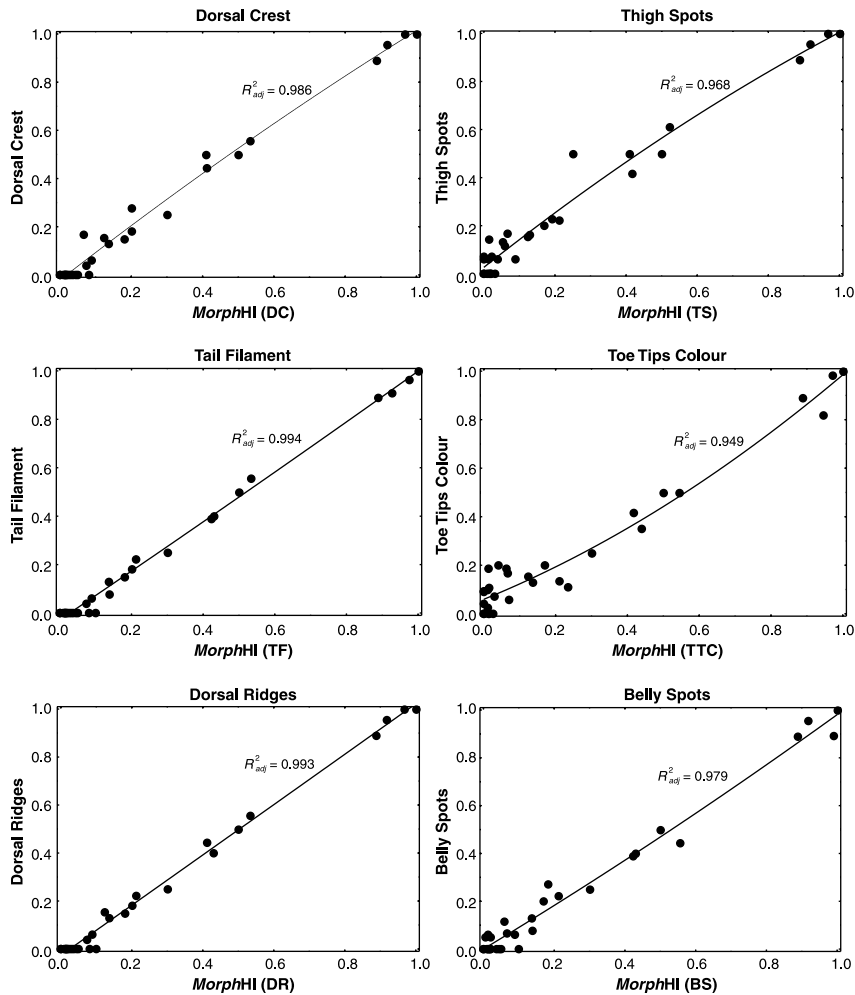 Dorsal Crest
Dorsal Crest
1.0
0.8
0.6
0.4
0.2
0.0
R²adj = 0.986
0.0 0.2 0.4 0.6 0.8 1.0
MorphHI (DC)
Thigh Spots
Thigh Spots
1.0
0.8
0.6
0.4
0.2
0.0
R²adj = 0.968
0.0 0.2 0.4 0.6 0.8 1.0
MorphHI (TS)
Tail Filament
Tail Filament
1.0
0.8
0.6
0.4
0.2
0.0
R²adj = 0.994
0.0 0.2 0.4 0.6 0.8 1.0
MorphHI (TF)
Toe Tips Colour
Toe Tips Colour
1.0
0.8
0.6
0.4
0.2
0.0
R²adj = 0.949
0.0 0.2 0.4 0.6 0.8 1.0
MorphHI (TTC)
Dorsal Ridges
Dorsal Ridges
1.0
0.8
0.6
0.4
0.2
0.0
R²adj = 0.993
0.0 0.2 0.4 0.6 0.8 1.0
MorphHI (DR)
Belly Spots
Belly Spots
1.0
0.8
0.6
0.4
0.2
0.0
R²adj = 0.979
0.0 0.2 0.4 0.6 0.8 1.0
MorphHI (BS)